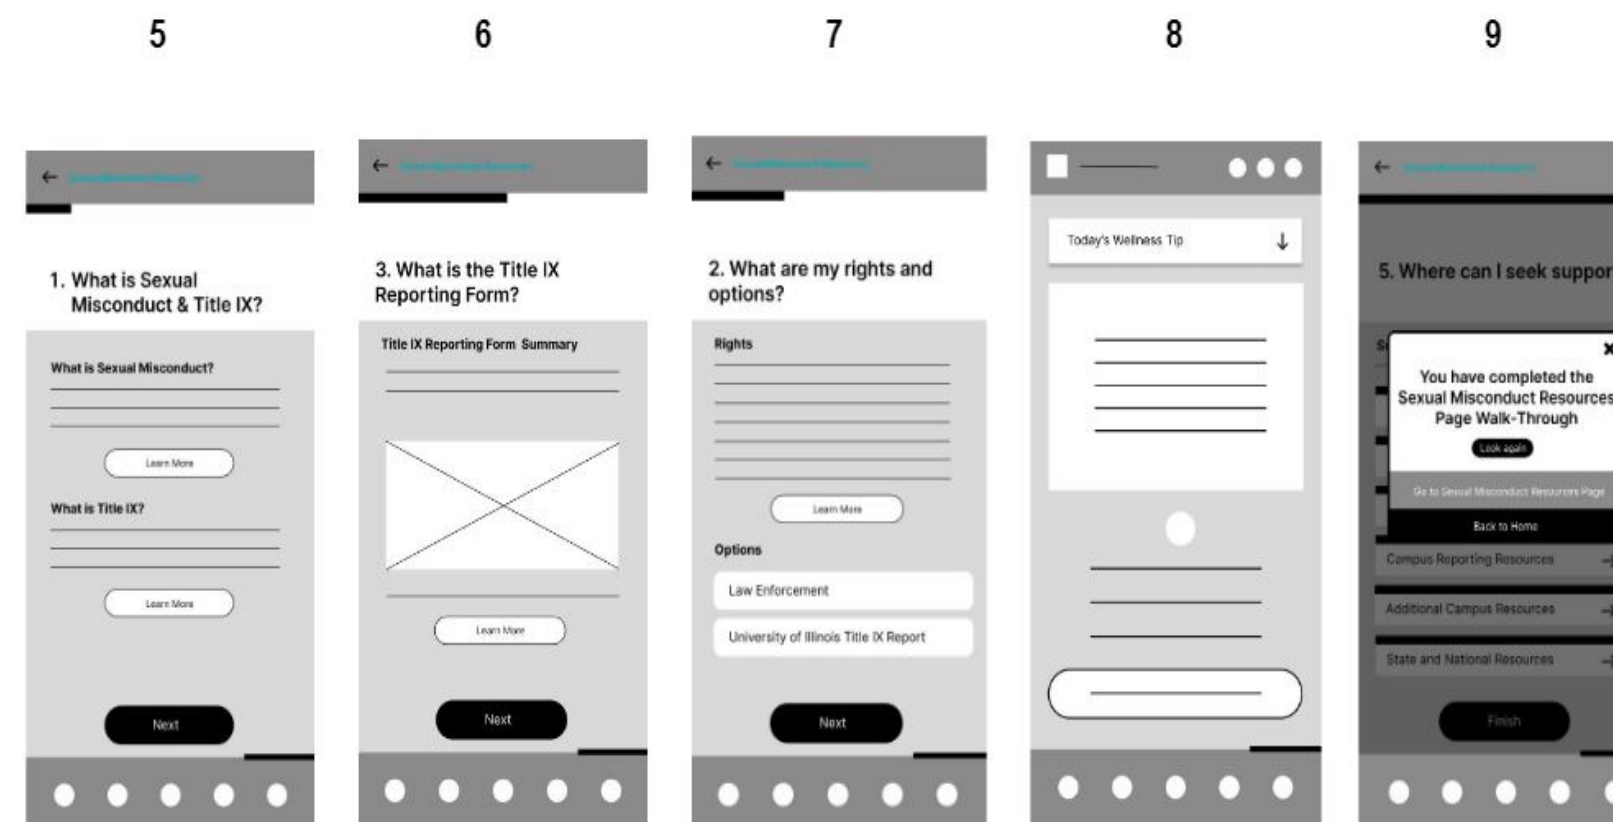 5
6
7
8
9
1. What is Sexual
Misconduct & Title IX?
What is Sexual Misconduct?
Learn More
What is Title IX?
Learn More
Next
3. What is the Title IX
Reporting Form?
Title IX Reporting Form Summary
Learn More
Next
2. What are my rights and
options?
Rights
Learn More
Options
Law Enforcement
University of Illinois Title IX Report
Next
Today's Wellness Tip
5. Where can I seek suppor
You have completed the
Sexual Misconduct Resources
Page Walk-Through
Look again
Go to Sexual Misconduct Resources Page
Back to Home
Campus Reporting Resources
Additional Campus Resources
State and National Resources
Finish